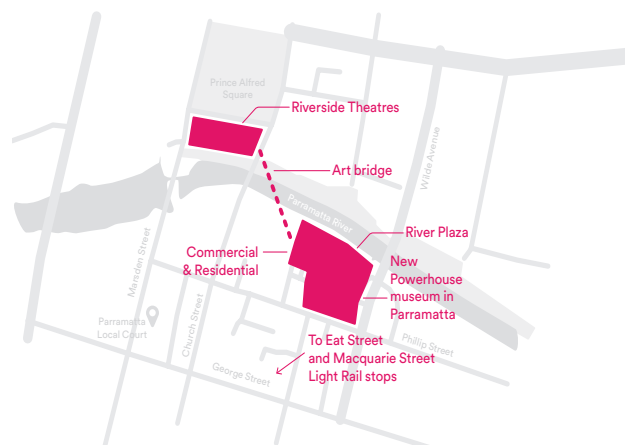 Prince Alfred
Square
Riverside Theatres
Art bridge
Wilde Avenue
Parramatta River
River Plaza
Commercial
& Residential
New
Powerhouse
museum in
Parramatta
Marsden Street
Church Street
Parramatta
Local Court
Phillip Street
To Eat Street
and Macquarie Street
Light Rail stops
George Street